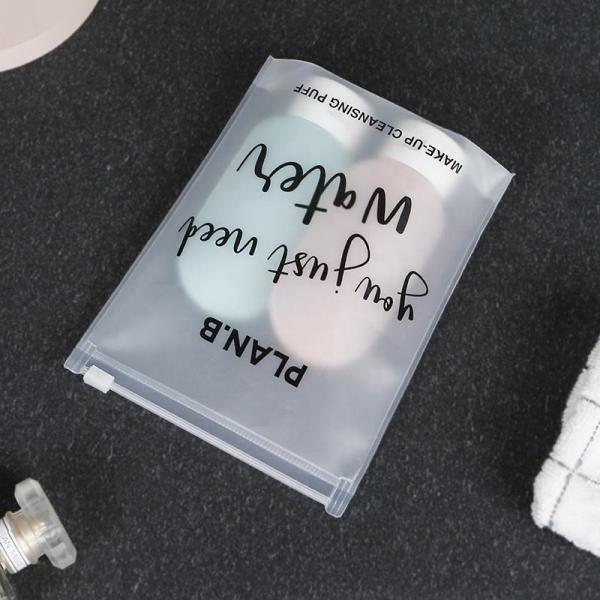 PLAN.B
you just need
water
MAKE-UP CLEANSING PUFF